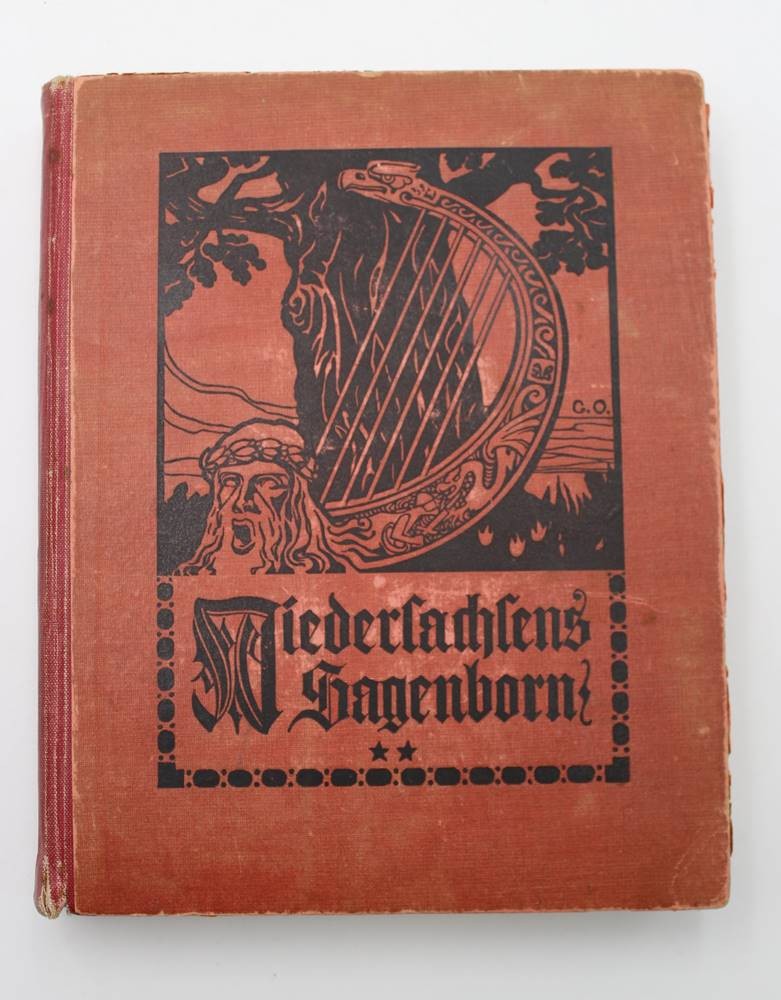 G.O.
Niederſachſens
Sagenborn
★★